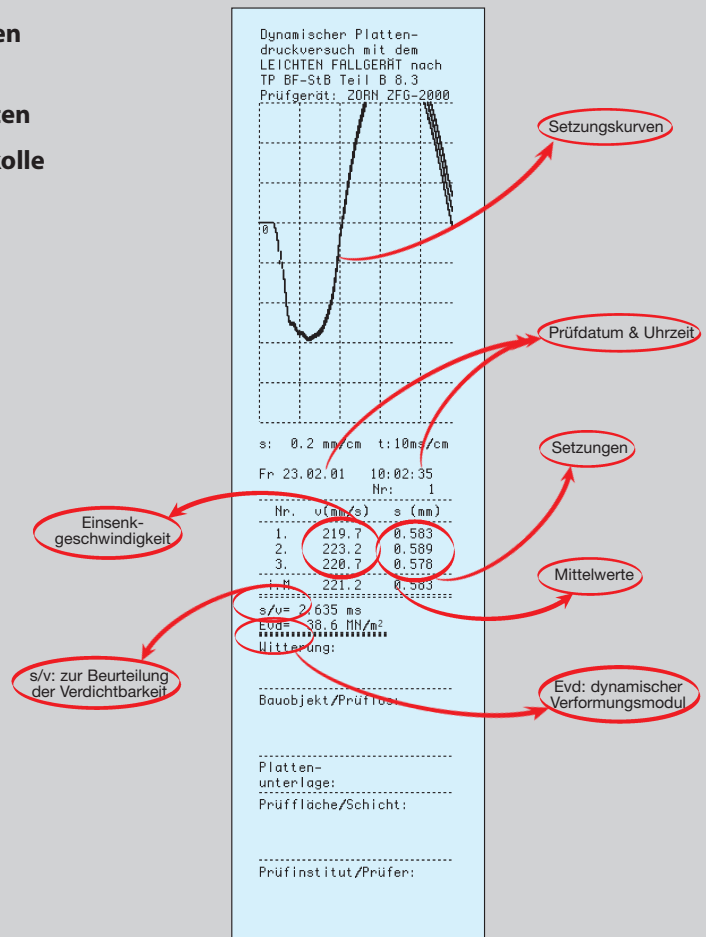 en
ten
colle
Dynamischer Platten-
druckversuch mit dem
LEICHTEN FALLGERÄT nach
TP BF-StB Teil B 8.3
Prüfgerät: ZORN ZFG-2000
0
s: 0.2 mm/cm t:10ms/cm
Fr 23.02.01 10:02:35
Nr: 1
Nr. v(mm/s) s (mm)
1. 219.7 0.583
2. 223.2 0.589
3. 220.7 0.578
i.M 221.2 0.583
s/v= 2.635 ms
Evd= 38.6 MN/m²
Witterung:
Bauobjekt/Prüflos:
Platten-
unterlage:
Prüffläche/Schicht:
Prüfinstitut/Prüfer:
Setzungskurven
Prüfdatum & Uhrzeit
Setzungen
Mittelwerte
Evd: dynamischer
Verformungsmodul
Einsenk-
geschwindigkeit
s/v: zur Beurteilung
der Verdichtbarkeit